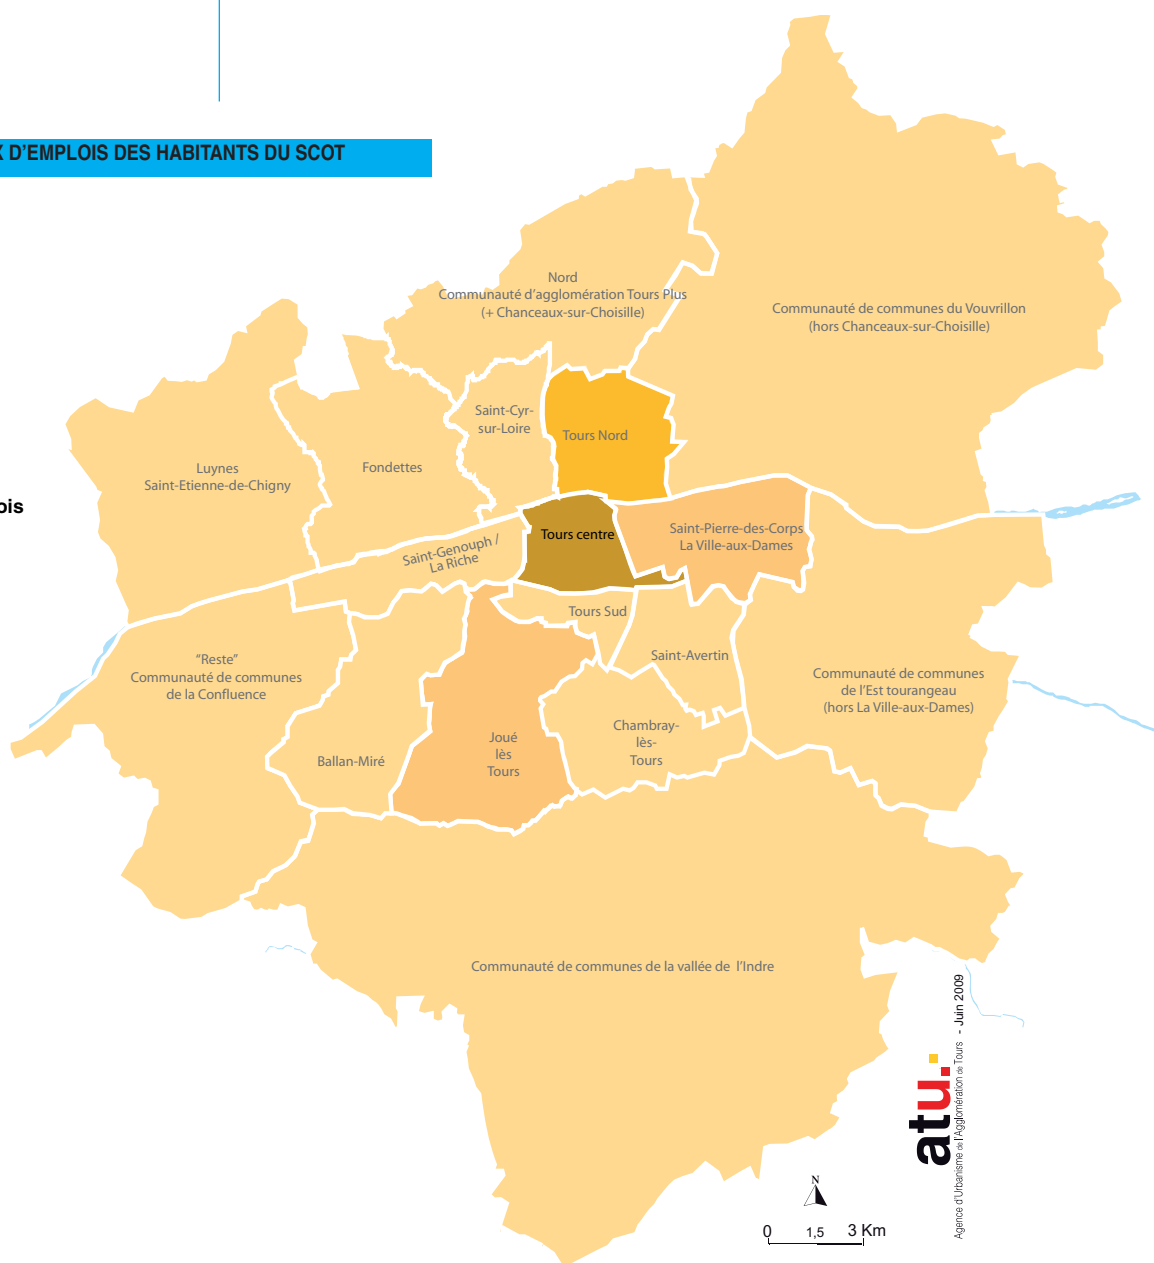 X D'EMPLOIS DES HABITANTS DU SCOT
Nord
Communauté d'agglomération Tours Plus
(+ Chanceaux-sur-Choisille)
Communauté de communes du Vouvrillon
(hors Chanceaux-sur-Choisille)
Saint-Cyr-
sur-Loire
Tours Nord
Luynes
Saint-Etienne-de-Chigny
Fondettes
ois
Tours centre
Saint-Pierre-des-Corps
La Ville-aux-Dames
Saint-Genouph /
La Riche
Tours Sud
Saint-Avertin
“Reste”
Communauté de communes
de la Confluence
Communauté de communes
de l'Est tourangeau
(hors La Ville-aux-Dames)
Chambray-
lès-
Tours
Joué
lès
Tours
Ballan-Miré
Communauté de communes de la vallée de l'Indre
atu.
Agence d'Urbanisme de l'Agglomération de Tours - Juin 2009
N
0 1,5 3 Km